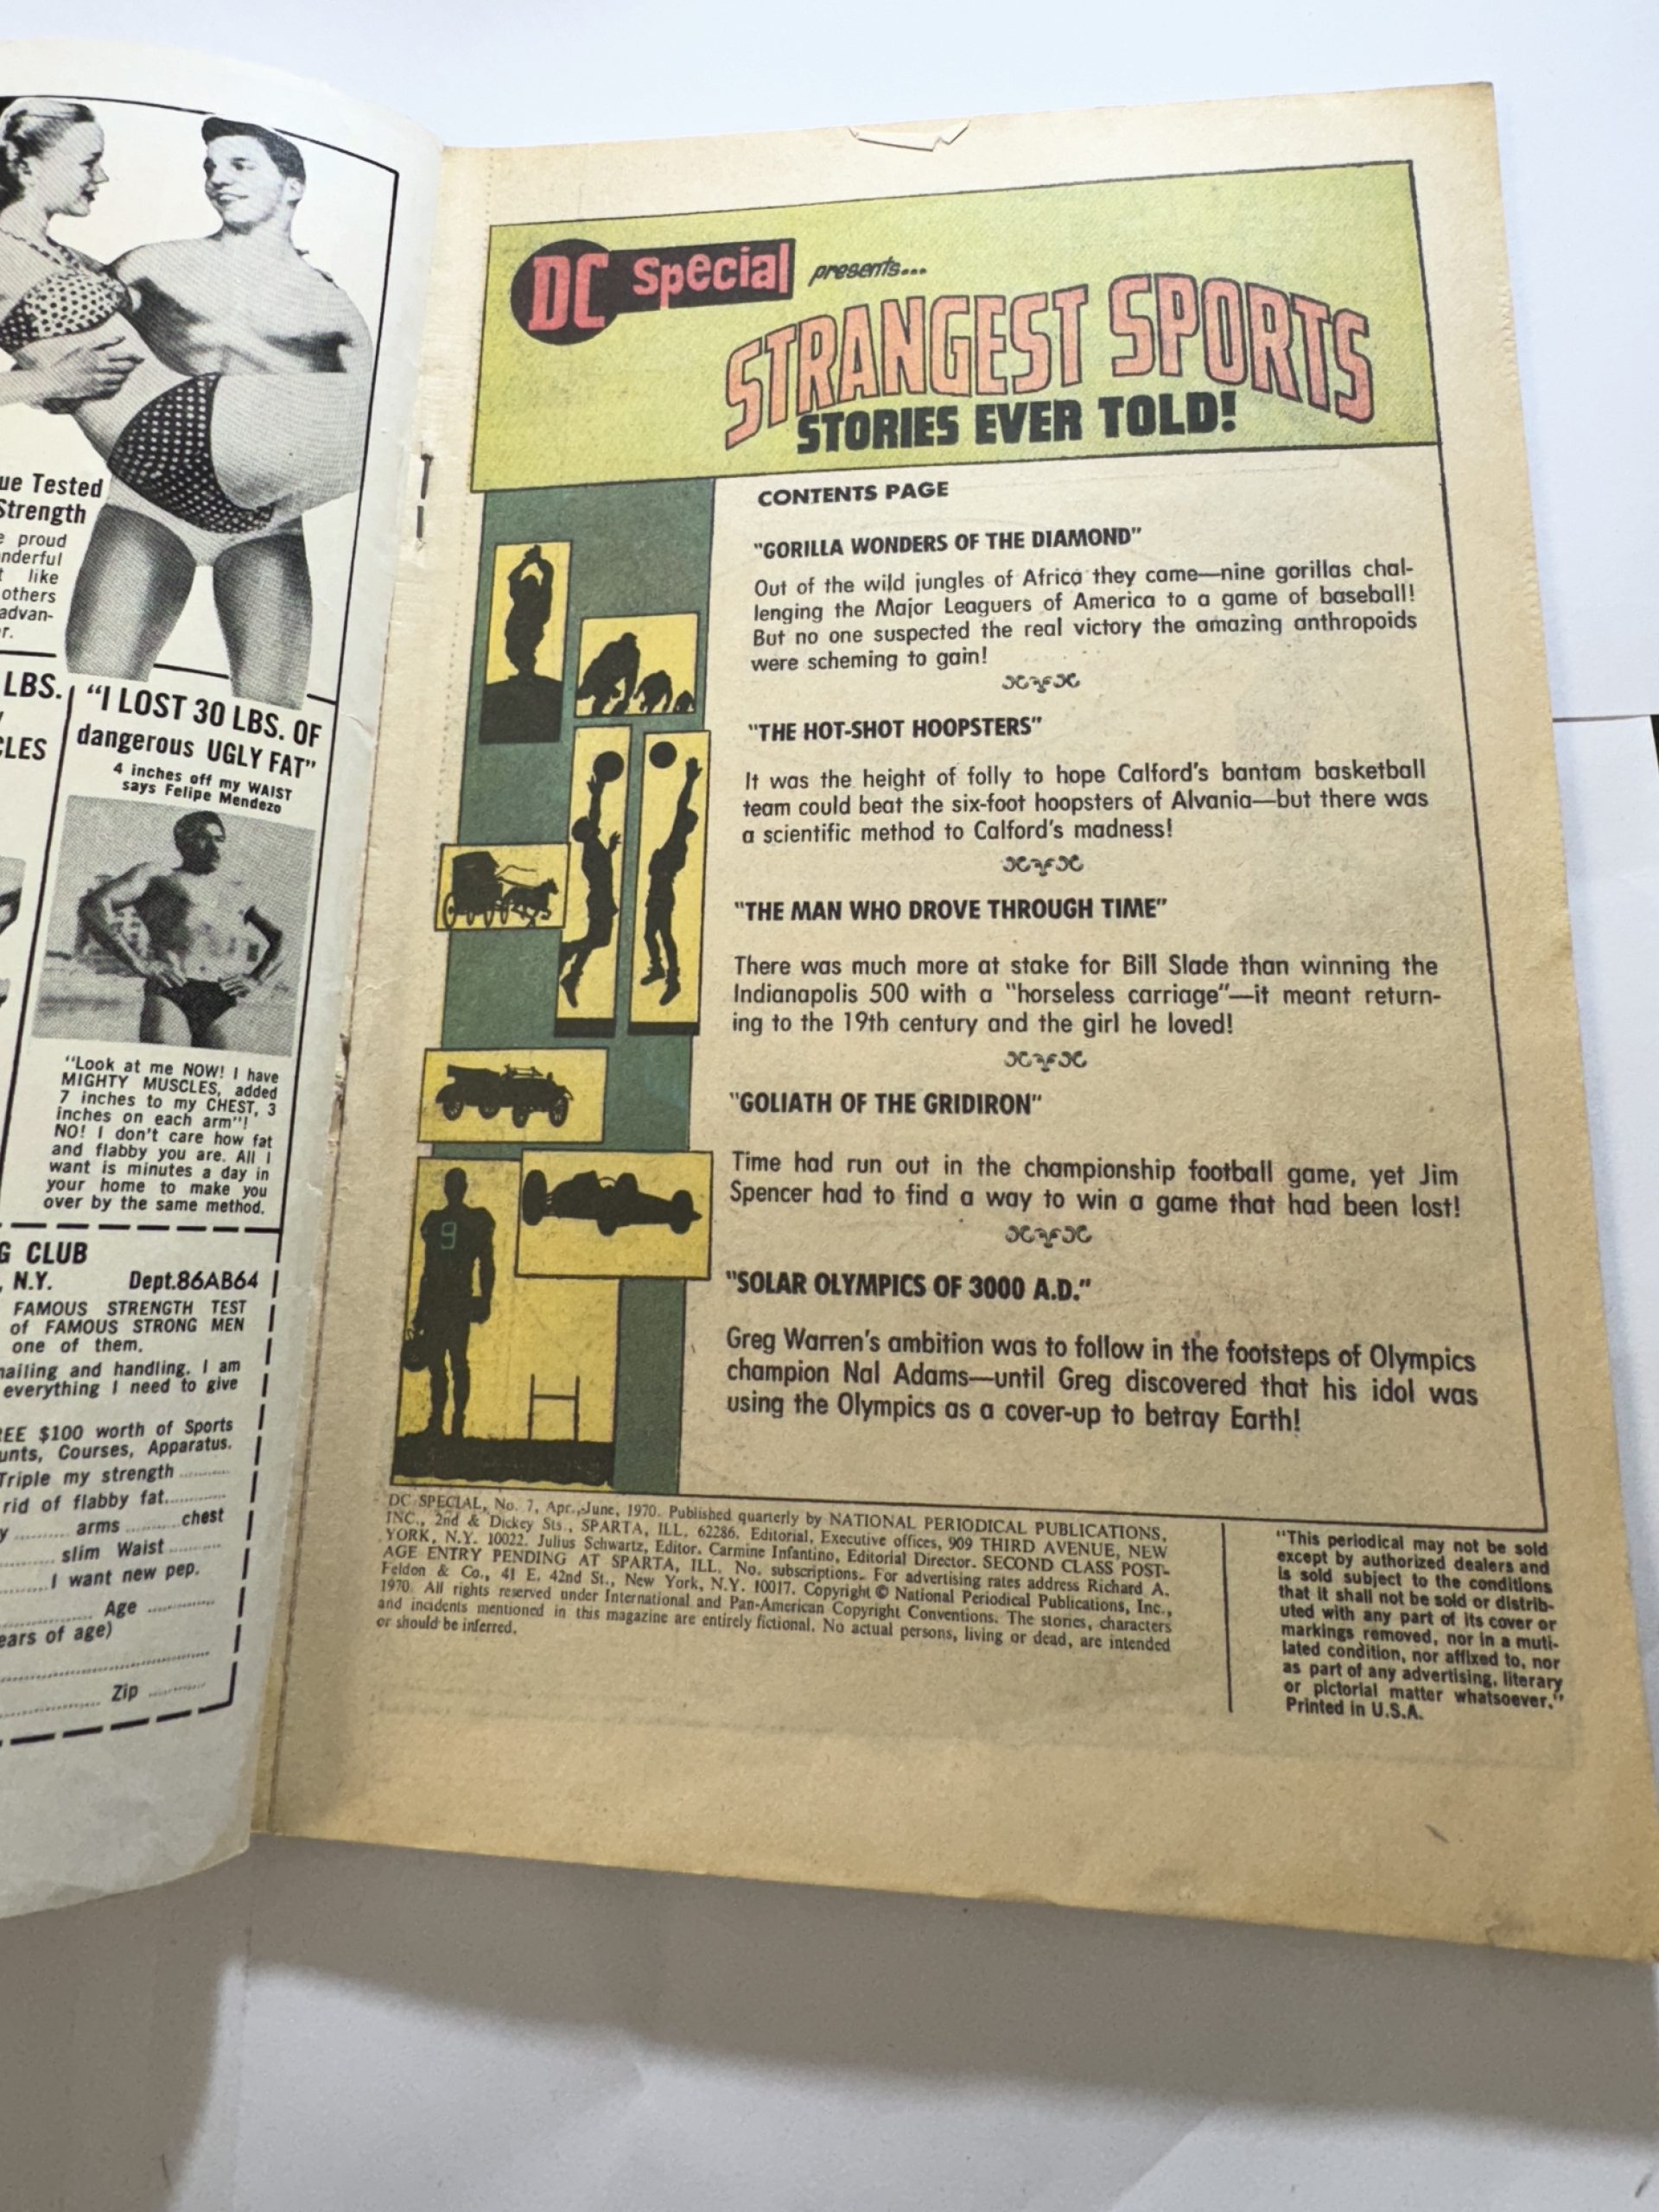 ue Tested
Strength
proud
nderful
like
others
advan-
r.
LBS.
CLES
"I LOST 30 LBS. OF
dangerous UGLY FAT"
4 inches off my WAIST
says Felipe Mendezo
"Look at me NOW! I have
MIGHTY MUSCLES, added
7 inches to my CHEST, 3
inches on each arm"!
NO! I don't care how fat
and flabby you are. All I
want is minutes a day in
your home to make you
over by the same method.
G CLUB
, N.Y. Dept.86AB64
FAMOUS STRENGTH TEST
of FAMOUS STRONG MEN
one of them.
nailing and handling. I am
everything I need to give
REE $100 worth of Sports
unts, Courses, Apparatus.
Triple my strength
rid of flabby fat
y arms chest
slim Waist
I want new pep.
Age
ears of age)
Zip
DC Special presents...
STRANGEST SPORTS
STORIES EVER TOLD!
CONTENTS PAGE
"GORILLA WONDERS OF THE DIAMOND"
Out of the wild jungles of Africa they came—nine gorillas chal-
lenging the Major Leaguers of America to a game of baseball!
But no one suspected the real victory the amazing anthropoids
were scheming to gain!
"THE HOT-SHOT HOOPSTERS"
It was the height of folly to hope Calford's bantam basketball
team could beat the six-foot hoopsters of Alvania—but there was
a scientific method to Calford's madness!
"THE MAN WHO DROVE THROUGH TIME"
There was much more at stake for Bill Slade than winning the
Indianapolis 500 with a "horseless carriage"—it meant return-
ing to the 19th century and the girl he loved!
"GOLIATH OF THE GRIDIRON"
Time had run out in the championship football game, yet Jim
Spencer had to find a way to win a game that had been lost!
9
"SOLAR OLYMPICS OF 3000 A.D."
Greg Warren's ambition was to follow in the footsteps of Olympics
champion Nal Adams—until Greg discovered that his idol was
using the Olympics as a cover-up to betray Earth!
DC SPECIAL, No. 7, Apr.-June, 1970. Published quarterly by NATIONAL PERIODICAL PUBLICATIONS,
INC., 2nd & Dickey Sts., SPARTA, ILL. 62286. Editorial, Executive offices, 909 THIRD AVENUE, NEW
YORK, N.Y. 10022. Julius Schwartz, Editor. Carmine Infantino, Editorial Director. SECOND CLASS POST-
AGE ENTRY PENDING AT SPARTA, ILL. No. subscriptions. For advertising rates address Richard A.
Feldon & Co., 41 E. 42nd St., New York, N.Y. 10017. Copyright © National Periodical Publications, Inc.,
1970. All rights reserved under International and Pan-American Copyright Conventions. The stories, characters
and incidents mentioned in this magazine are entirely fictional. No actual persons, living or dead, are intended
or should be inferred.
"This periodical may not be sold
except by authorized dealers and
is sold subject to the conditions
that it shall not be sold or distrib-
uted with any part of its cover or
markings removed, nor in a muti-
lated condition, nor affixed to, nor
as part of any advertising, literary
or pictorial matter whatsoever."
Printed in U.S.A.